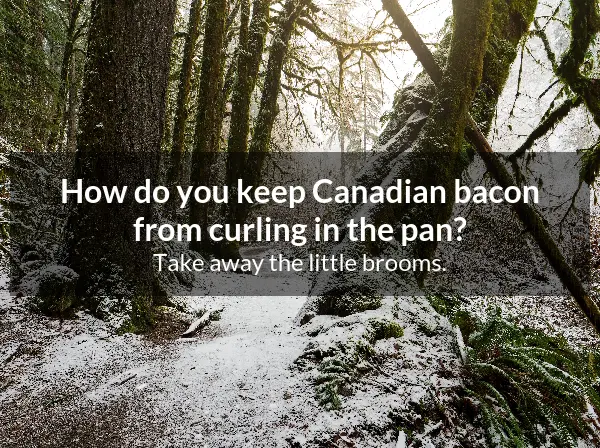 How do you keep Canadian bacon
from curling in the pan?
Take away the little brooms.